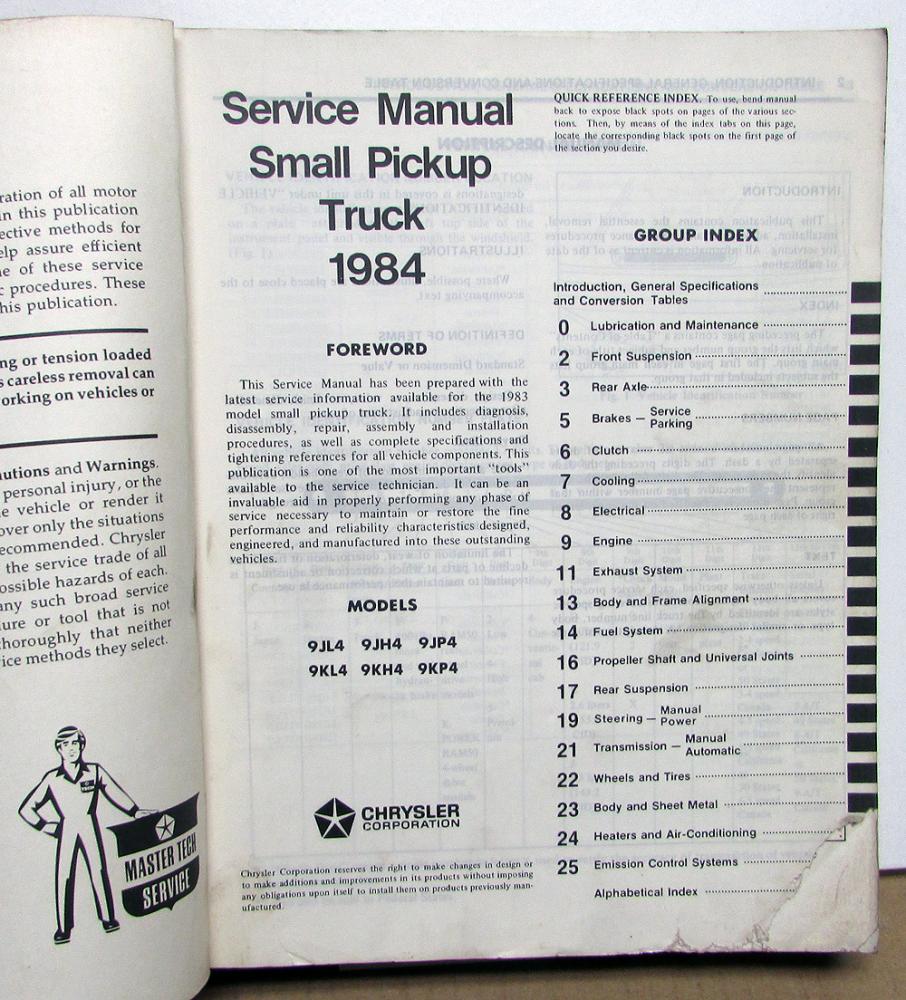 ration of all motor
in this publication
ective methods for
elp assure efficient
e of these service
c procedures. These
his publication.
ng or tension loaded
s careless removal can
orking on vehicles or
utions and Warnings.
personal injury, or the
e vehicle or render it
over only the situations
ecommended. Chrysler
the service trade of all
ossible hazards of each.
any such broad service
ure or tool that is not
horoughly that neither
ice methods they select.
MASTER TECH
SERVICE
Service Manual
Small Pickup
Truck
1984
FOREWORD
This Service Manual has been prepared with the
latest service information available for the 1983
model small pickup truck. It includes diagnosis,
disassembly, repair, assembly and installation
procedures, as well as complete specifications and
tightening references for all vehicle components. This
publication is one of the most important "tools"
available to the service technician. It can be an
invaluable aid in properly performing any phase of
service necessary to maintain or restore the fine
performance and reliability characteristics designed,
engineered, and manufactured into these outstanding
vehicles.
MODELS
9JL4 9JH4 9JP4
9KL4 9KH4 9KP4
CHRYSLER
CORPORATION
Chrysler Corporation reserves the right to make changes in design or
to make additions and improvements in its products without imposing
any obligations upon itself to install them on products previously man-
ufactured.
QUICK REFERENCE INDEX. To use, bend manual
back to expose black spots on pages of the various sec-
tions. Then, by means of the index tabs on this page,
locate the corresponding black spots on the first page of
the section you desire.
GROUP INDEX
Introduction, General Specifications
and Conversion Tables
0 Lubrication and Maintenance
2 Front Suspension
3 Rear Axle
5 Brakes — Service
Parking
6 Clutch
7 Cooling
8 Electrical
9 Engine
11 Exhaust System
13 Body and Frame Alignment
14 Fuel System
16 Propeller Shaft and Universal Joints
17 Rear Suspension
19 Steering — Manual
Power
21 Transmission — Manual
Automatic
22 Wheels and Tires
23 Body and Sheet Metal
24 Heaters and Air-Conditioning
25 Emission Control Systems
Alphabetical Index